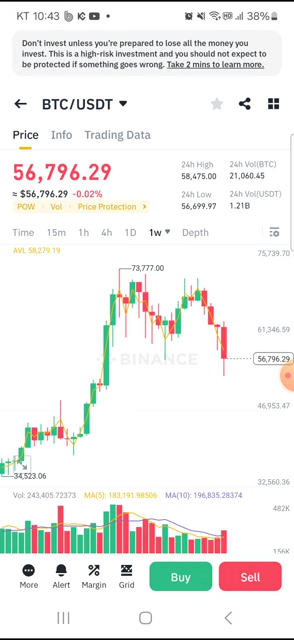 KT 10:43
38%
Don't invest unless you're prepared to lose all the money you
invest. This is a high-risk investment and you should not expect to
be protected if something goes wrong. Take 2 mins to learn more.
BTC/USDT
Price Info Trading Data
56,796.29
≈ $56,796.29 -0.02%
POW Vol Price Protection
24h High
58,475.00
24h Vol(BTC)
21,060.45
24h Low
56,699.97
24h Vol(USDT)
1.21B
Time 15m 1h 4h 1D 1w Depth
AVL 58,279.19
75,739.70
73,777.00
61,346.59
56,796.29
BINANCE
46,953.47
34,523.06
32,560.36
Vol: 243,405.72373 MA(5): 183,191.98506 MA(10): 196,835.28374
482K
156K
More Alert Margin Grid Buy Sell